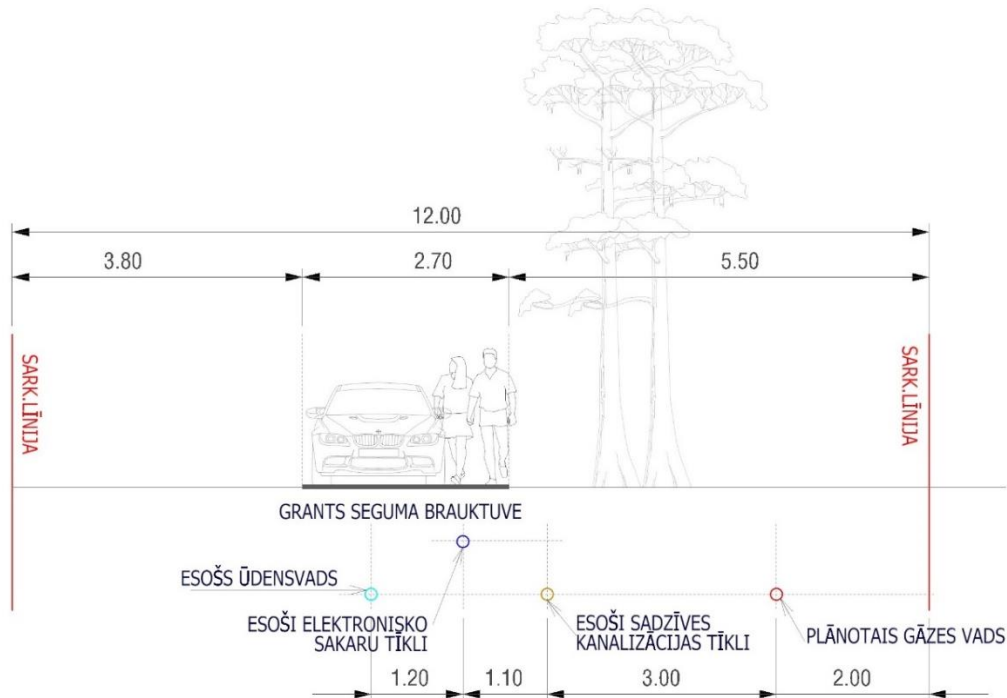 12.00
3.80
2.70
5.50
SARK.LĪNIJA
SARK.LĪNIJA
GRANTS SEGUMA BRAUKTUVE
ESOŠS ŪDENSVADS
ESOŠI ELEKTRONISKO
SAKARU TĪKLI
ESOŠI SADZĪVES
KANALIZĀCIJAS TĪKLI
PLĀNOTAIS GĀZES VADS
1.20
1.10
3.00
2.00